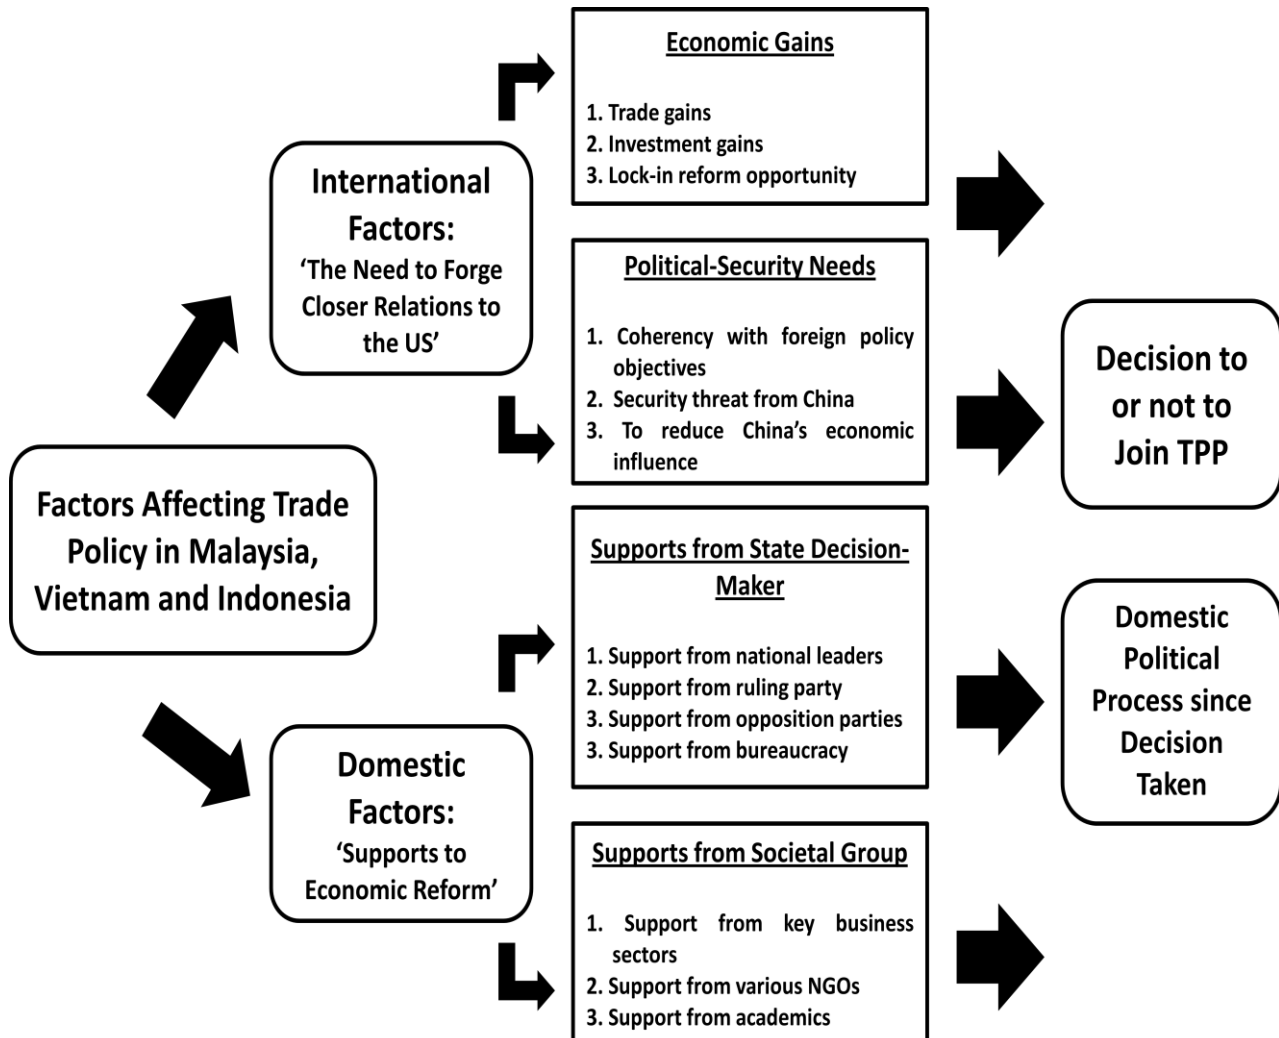 Factors Affecting Trade
Policy in Malaysia,
Vietnam and Indonesia
International
Factors:
‘The Need to Forge
Closer Relations to
the US’
Domestic
Factors:
‘Supports to
Economic Reform’
Economic Gains
1. Trade gains
2. Investment gains
3. Lock-in reform opportunity
Political-Security Needs
1. Coherency with foreign policy
objectives
2. Security threat from China
3. To reduce China’s economic
influence
Supports from State Decision-
Maker
1. Support from national leaders
2. Support from ruling party
3. Support from opposition parties
3. Support from bureaucracy
Supports from Societal Group
1. Support from key business
sectors
2. Support from various NGOs
3. Support from academics
Decision to
or not to
Join TPP
Domestic
Political
Process since
Decision
Taken